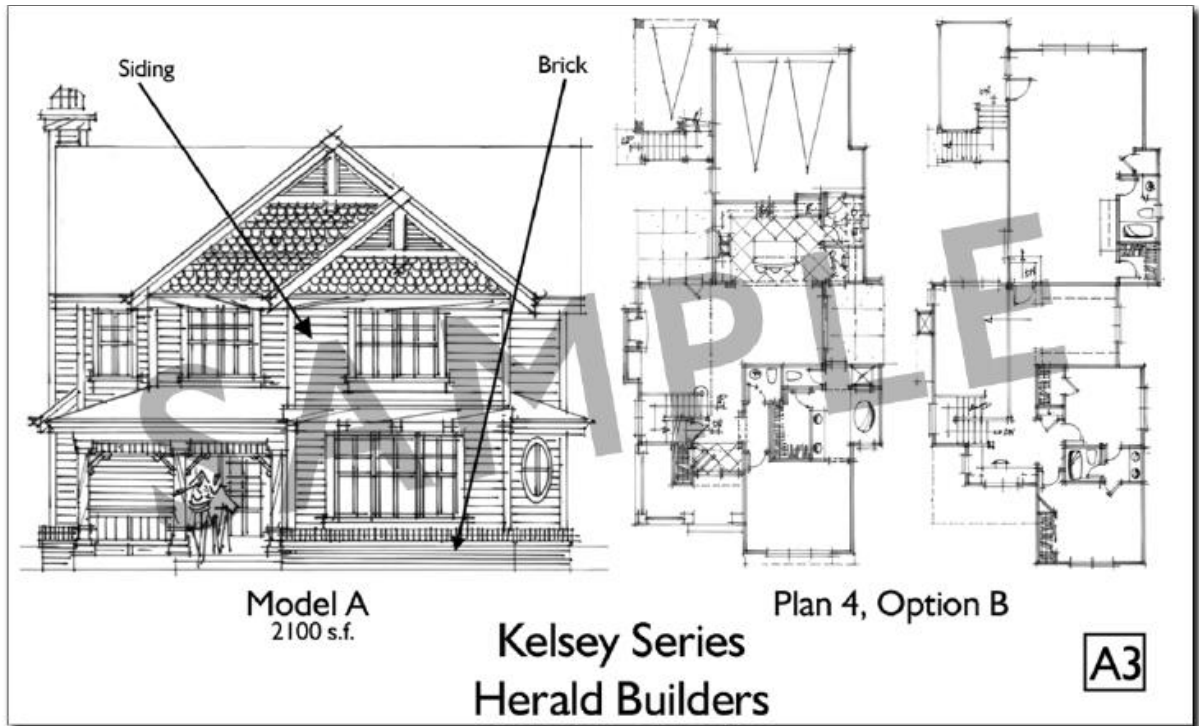 Siding
Brick
SAMPLE
Model A
2100 s.f.
Plan 4, Option B
Kelsey Series
Herald Builders
A3